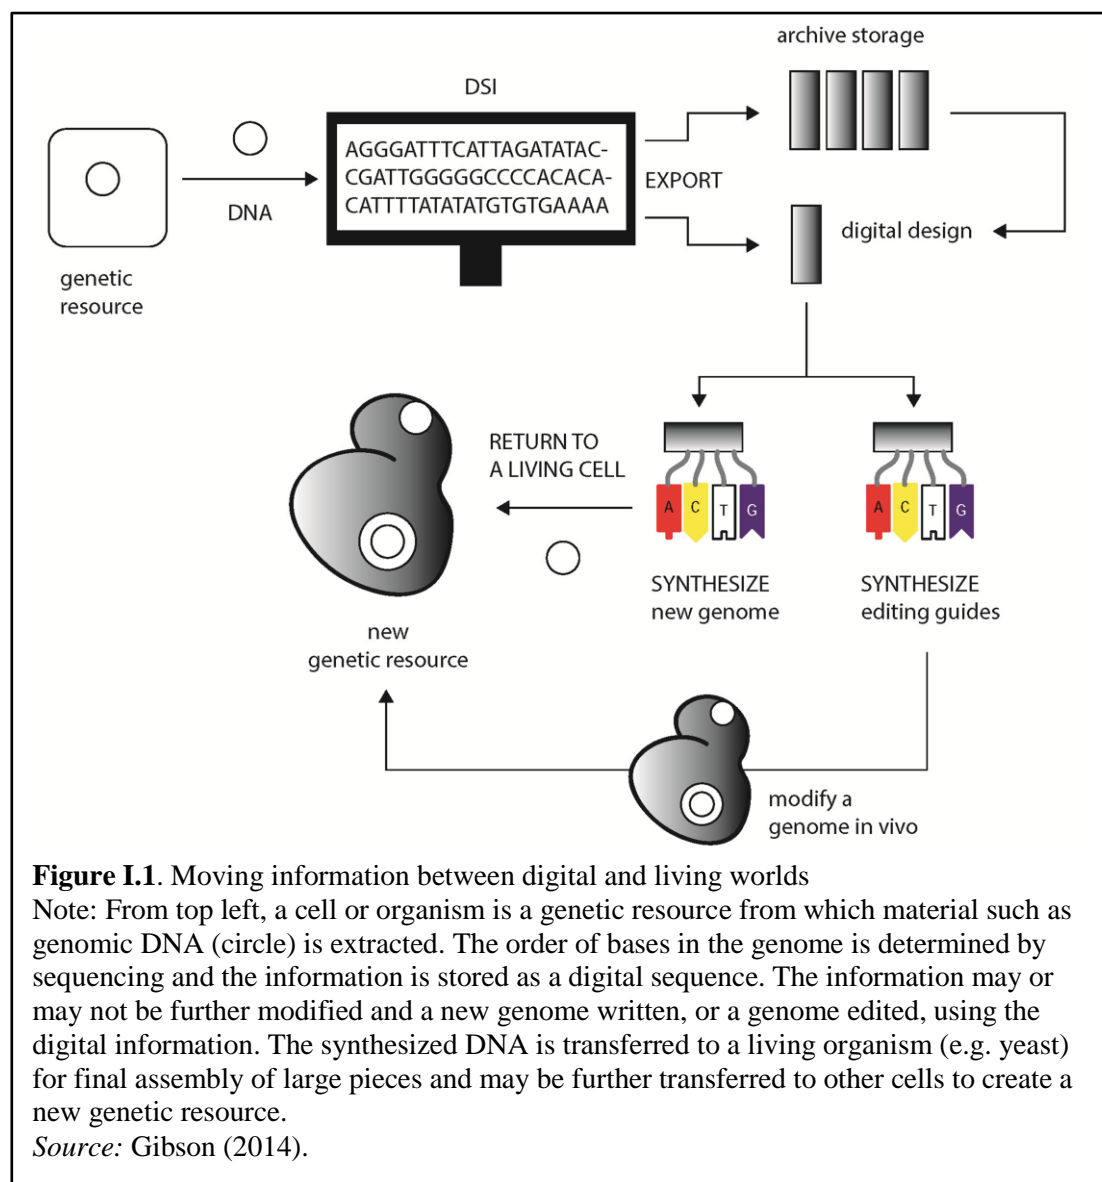 archive storage
DSI
AGGGATTTCATTAGATATAC-
CGATTGGGGGCCCCACACA-
CATTTTATATATGTGTGAAAA
EXPORT
DNA
digital design
genetic
resource
RETURN TO
A LIVING CELL
A C T G
A C T G
SYNTHESIZE
new genome
SYNTHESIZE
editing guides
new
genetic resource
modify a
genome in vivo
Figure I.1. Moving information between digital and living worlds
Note: From top left, a cell or organism is a genetic resource from which material such as
genomic DNA (circle) is extracted. The order of bases in the genome is determined by
sequencing and the information is stored as a digital sequence. The information may or
may not be further modified and a new genome written, or a genome edited, using the
digital information. The synthesized DNA is transferred to a living organism (e.g. yeast)
for final assembly of large pieces and may be further transferred to other cells to create a
new genetic resource.
Source: Gibson (2014).